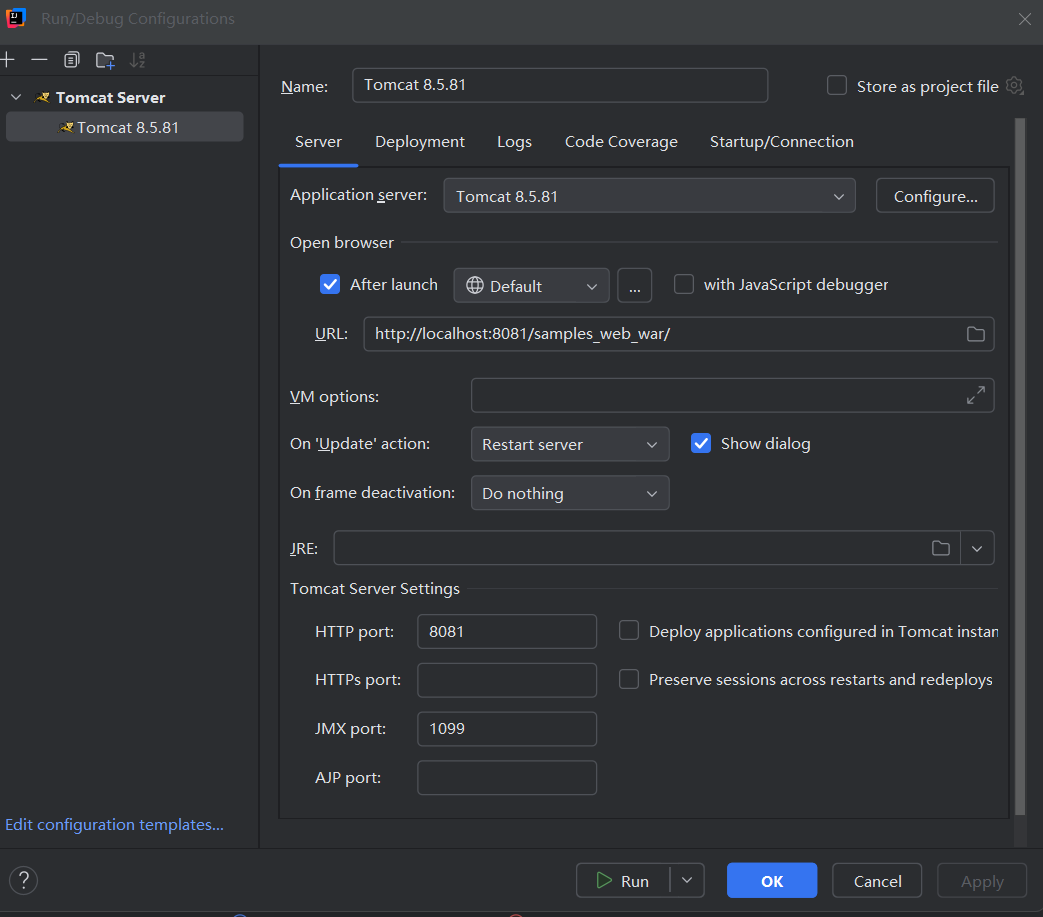 Run/Debug Configurations
Tomcat Server
Tomcat 8.5.81
Edit configuration templates...
Name: Tomcat 8.5.81 Store as project file
Server Deployment Logs Code Coverage Startup/Connection
Application server: Tomcat 8.5.81 Configure...
Open browser
After launch Default ... with JavaScript debugger
URL: http://localhost:8081/samples_web_war/
VM options:
On 'Update' action: Restart server Show dialog
On frame deactivation: Do nothing
JRE:
Tomcat Server Settings
HTTP port: 8081 Deploy applications configured in Tomcat instan
HTTPs port: Preserve sessions across restarts and redeploys
JMX port: 1099
AJP port:
? Run OK Cancel Apply